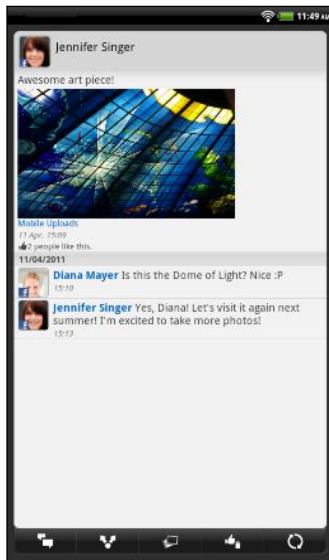 11:49 AM
Jennifer Singer
Awesome art piece!
Mobile Uploads
11 Apr, 15:09
2 people like this.
11/04/2011
Diana Mayer Is this the Dome of Light? Nice :P
15:10
Jennifer Singer Yes, Diana! Let's visit it again next
summer! I'm excited to take more photos!
15:13